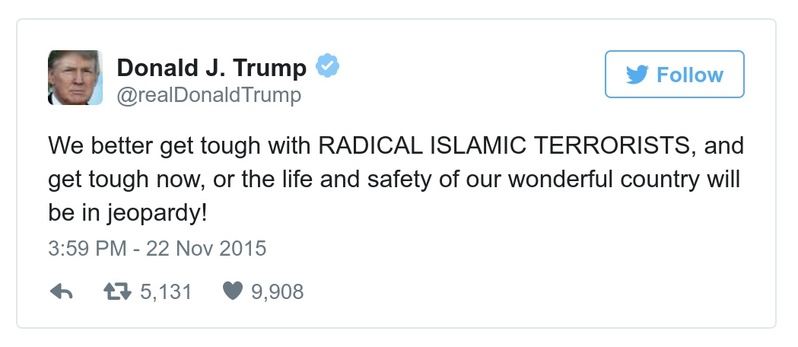 Donald J. Trump
@realDonaldTrump
Follow
We better get tough with RADICAL ISLAMIC TERRORISTS, and
get tough now, or the life and safety of our wonderful country will
be in jeopardy!
3:59 PM - 22 Nov 2015
5,131 9,908